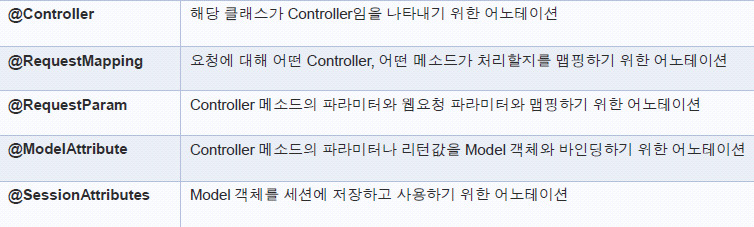 @Controller 해당 클래스가 Controller임을 나타내기 위한 어노테이션
@RequestMapping 요청에 대해 어떤 Controller, 어떤 메소드가 처리할지를 맵핑하기 위한 어노테이션
@RequestParam Controller 메소드의 파라미터와 웹요청 파라미터와 맵핑하기 위한 어노테이션
@ModelAttribute Controller 메소드의 파라미터나 리턴값을 Model 객체와 바인딩하기 위한 어노테이션
@SessionAttributes Model 객체를 세션에 저장하고 사용하기 위한 어노테이션